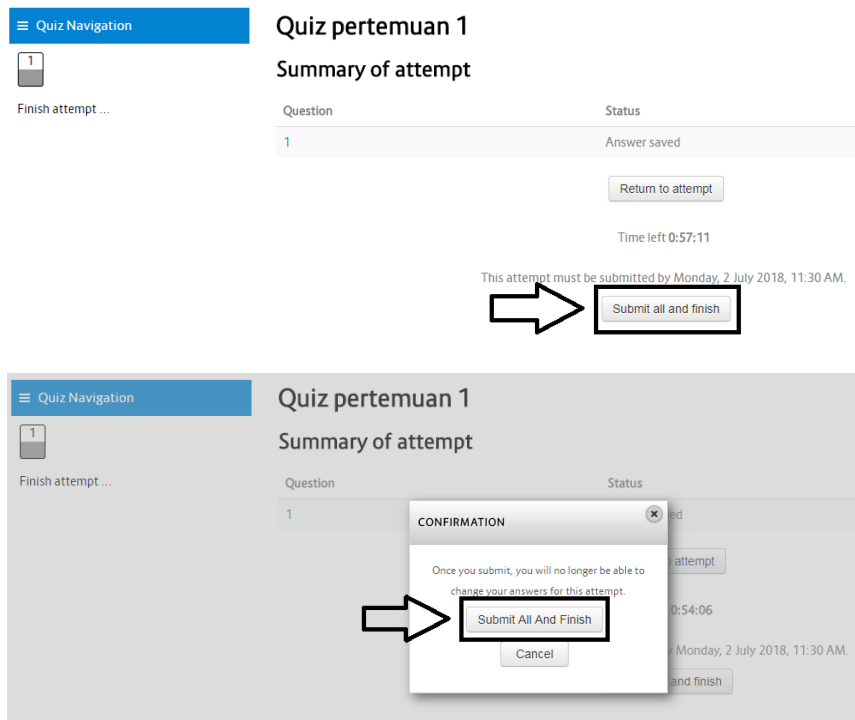 Quiz Navigation
1
Finish attempt ...
Quiz pertemuan 1
Summary of attempt
Question Status
1 Answer saved
Return to attempt
Time left 0:57:11
This attempt must be submitted by Monday, 2 July 2018, 11:30 AM.
Submit all and finish
Quiz Navigation
1
Finish attempt ...
Quiz pertemuan 1
Summary of attempt
Question Status
1 ed
CONFIRMATION
Once you submit, you will no longer be able to
change your answers for this attempt.
Submit All And Finish
Cancel
attempt
0:54:06
Monday, 2 July 2018, 11:30 AM.
and finish